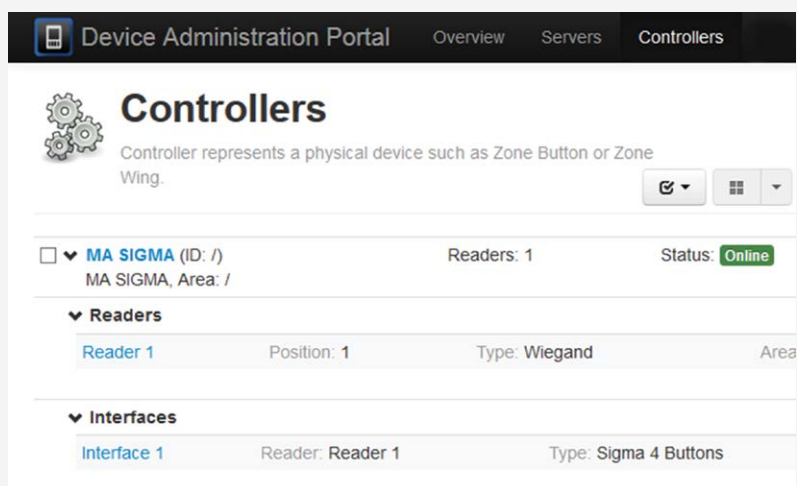 Device Administration Portal Overview Servers Controllers
Controllers
Controller represents a physical device such as Zone Button or Zone
Wing.
MA SIGMA (ID: /) Readers: 1 Status: Online
MA SIGMA, Area: /
Readers
Reader 1 Position: 1 Type: Wiegand Area
Interfaces
Interface 1 Reader: Reader 1 Type: Sigma 4 Buttons